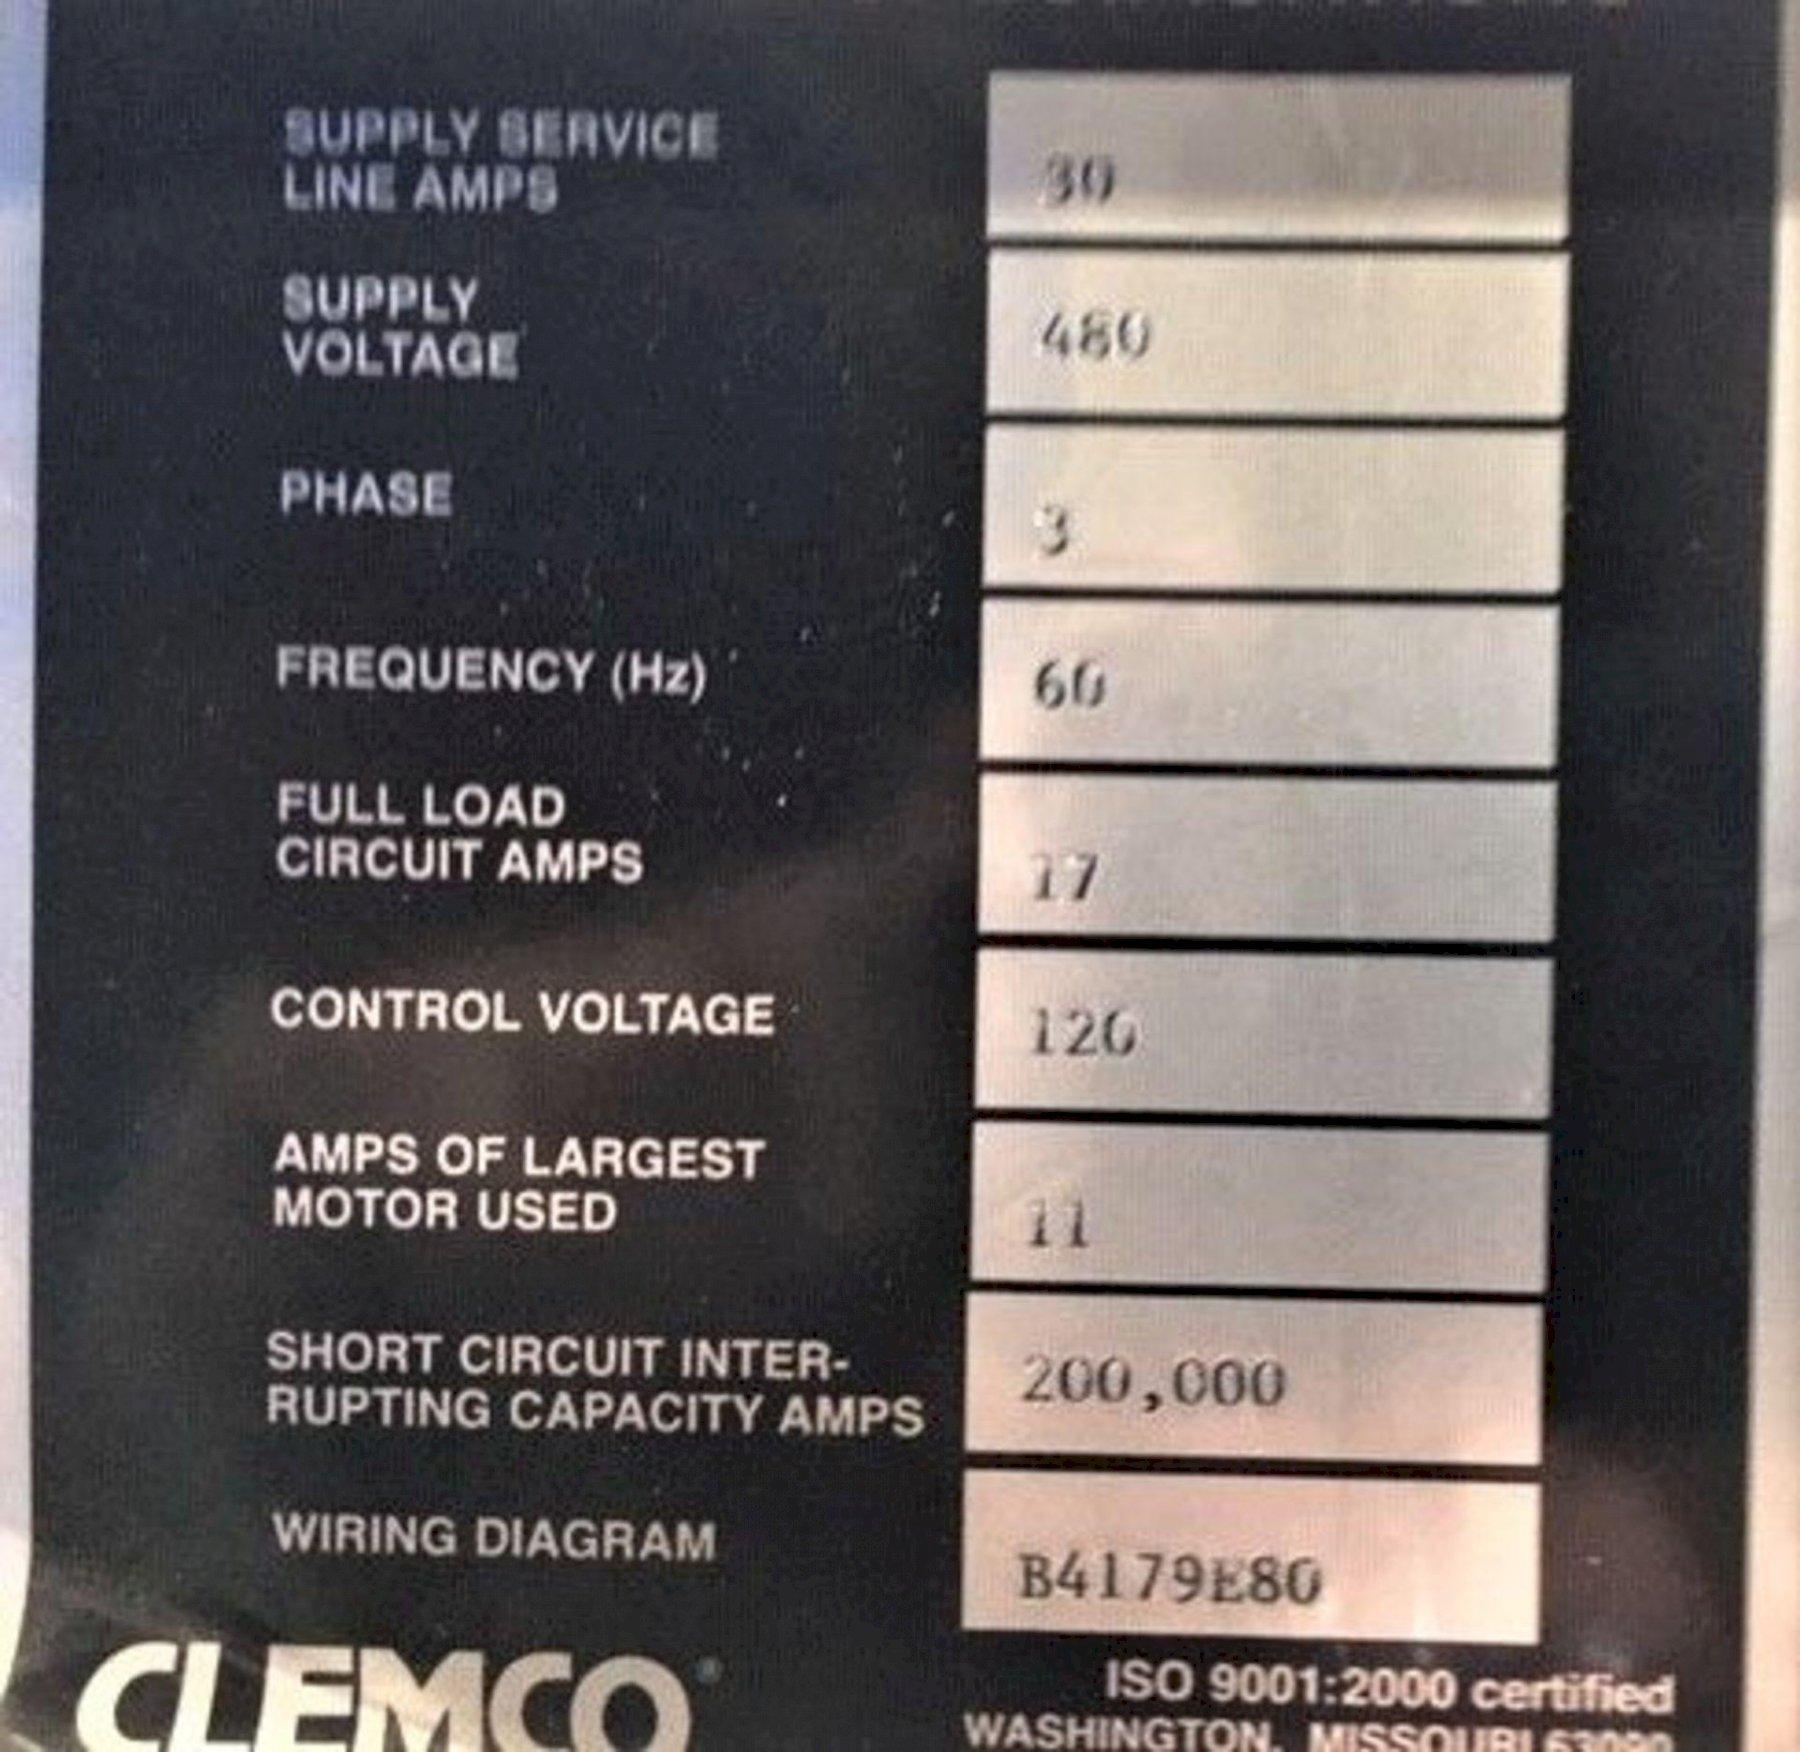 SUPPLY SERVICE
LINE AMPS
30
SUPPLY
VOLTAGE
480
PHASE
3
FREQUENCY (Hz)
60
FULL LOAD
CIRCUIT AMPS
17
CONTROL VOLTAGE
120
AMPS OF LARGEST
MOTOR USED
11
SHORT CIRCUIT INTER-
RUPTING CAPACITY AMPS
200,000
WIRING DIAGRAM
B4179E80
CLEMCO
ISO 9001:2000 certified
WASHINGTON, MISSOURI 63090